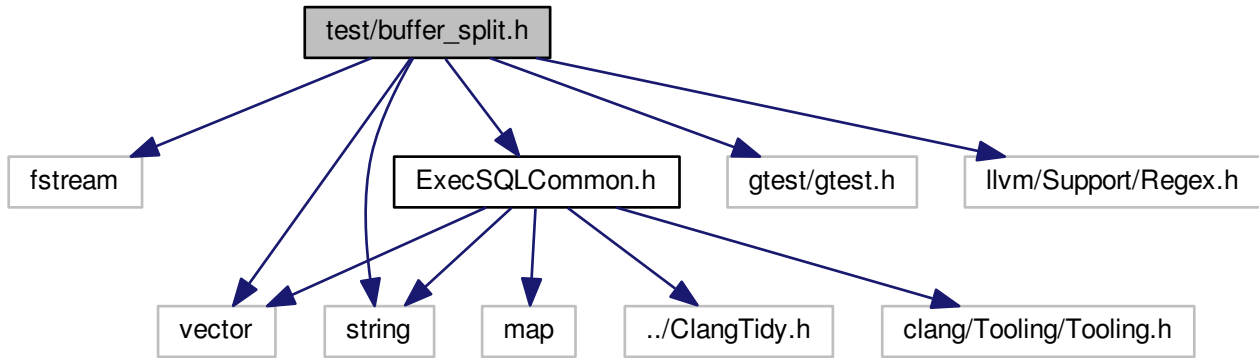 test/buffer_split.h
fstream
ExecSQLCommon.h
gtest/gtest.h
llvm/Support/Regex.h
vector
string
map
../ClangTidy.h
clang/Tooling/Tooling.h